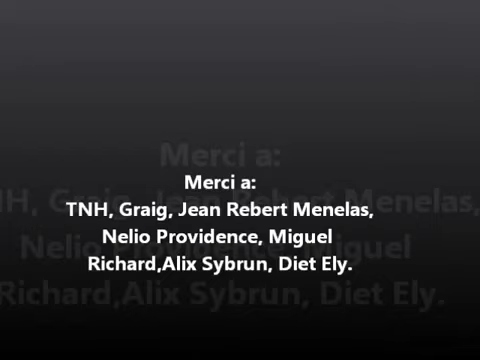 Merci a:
TNH, Graig, Jean Rebert Menelas,
Nelio Providence, Miguel
Richard,Alix Sybrun, Diet Ely.